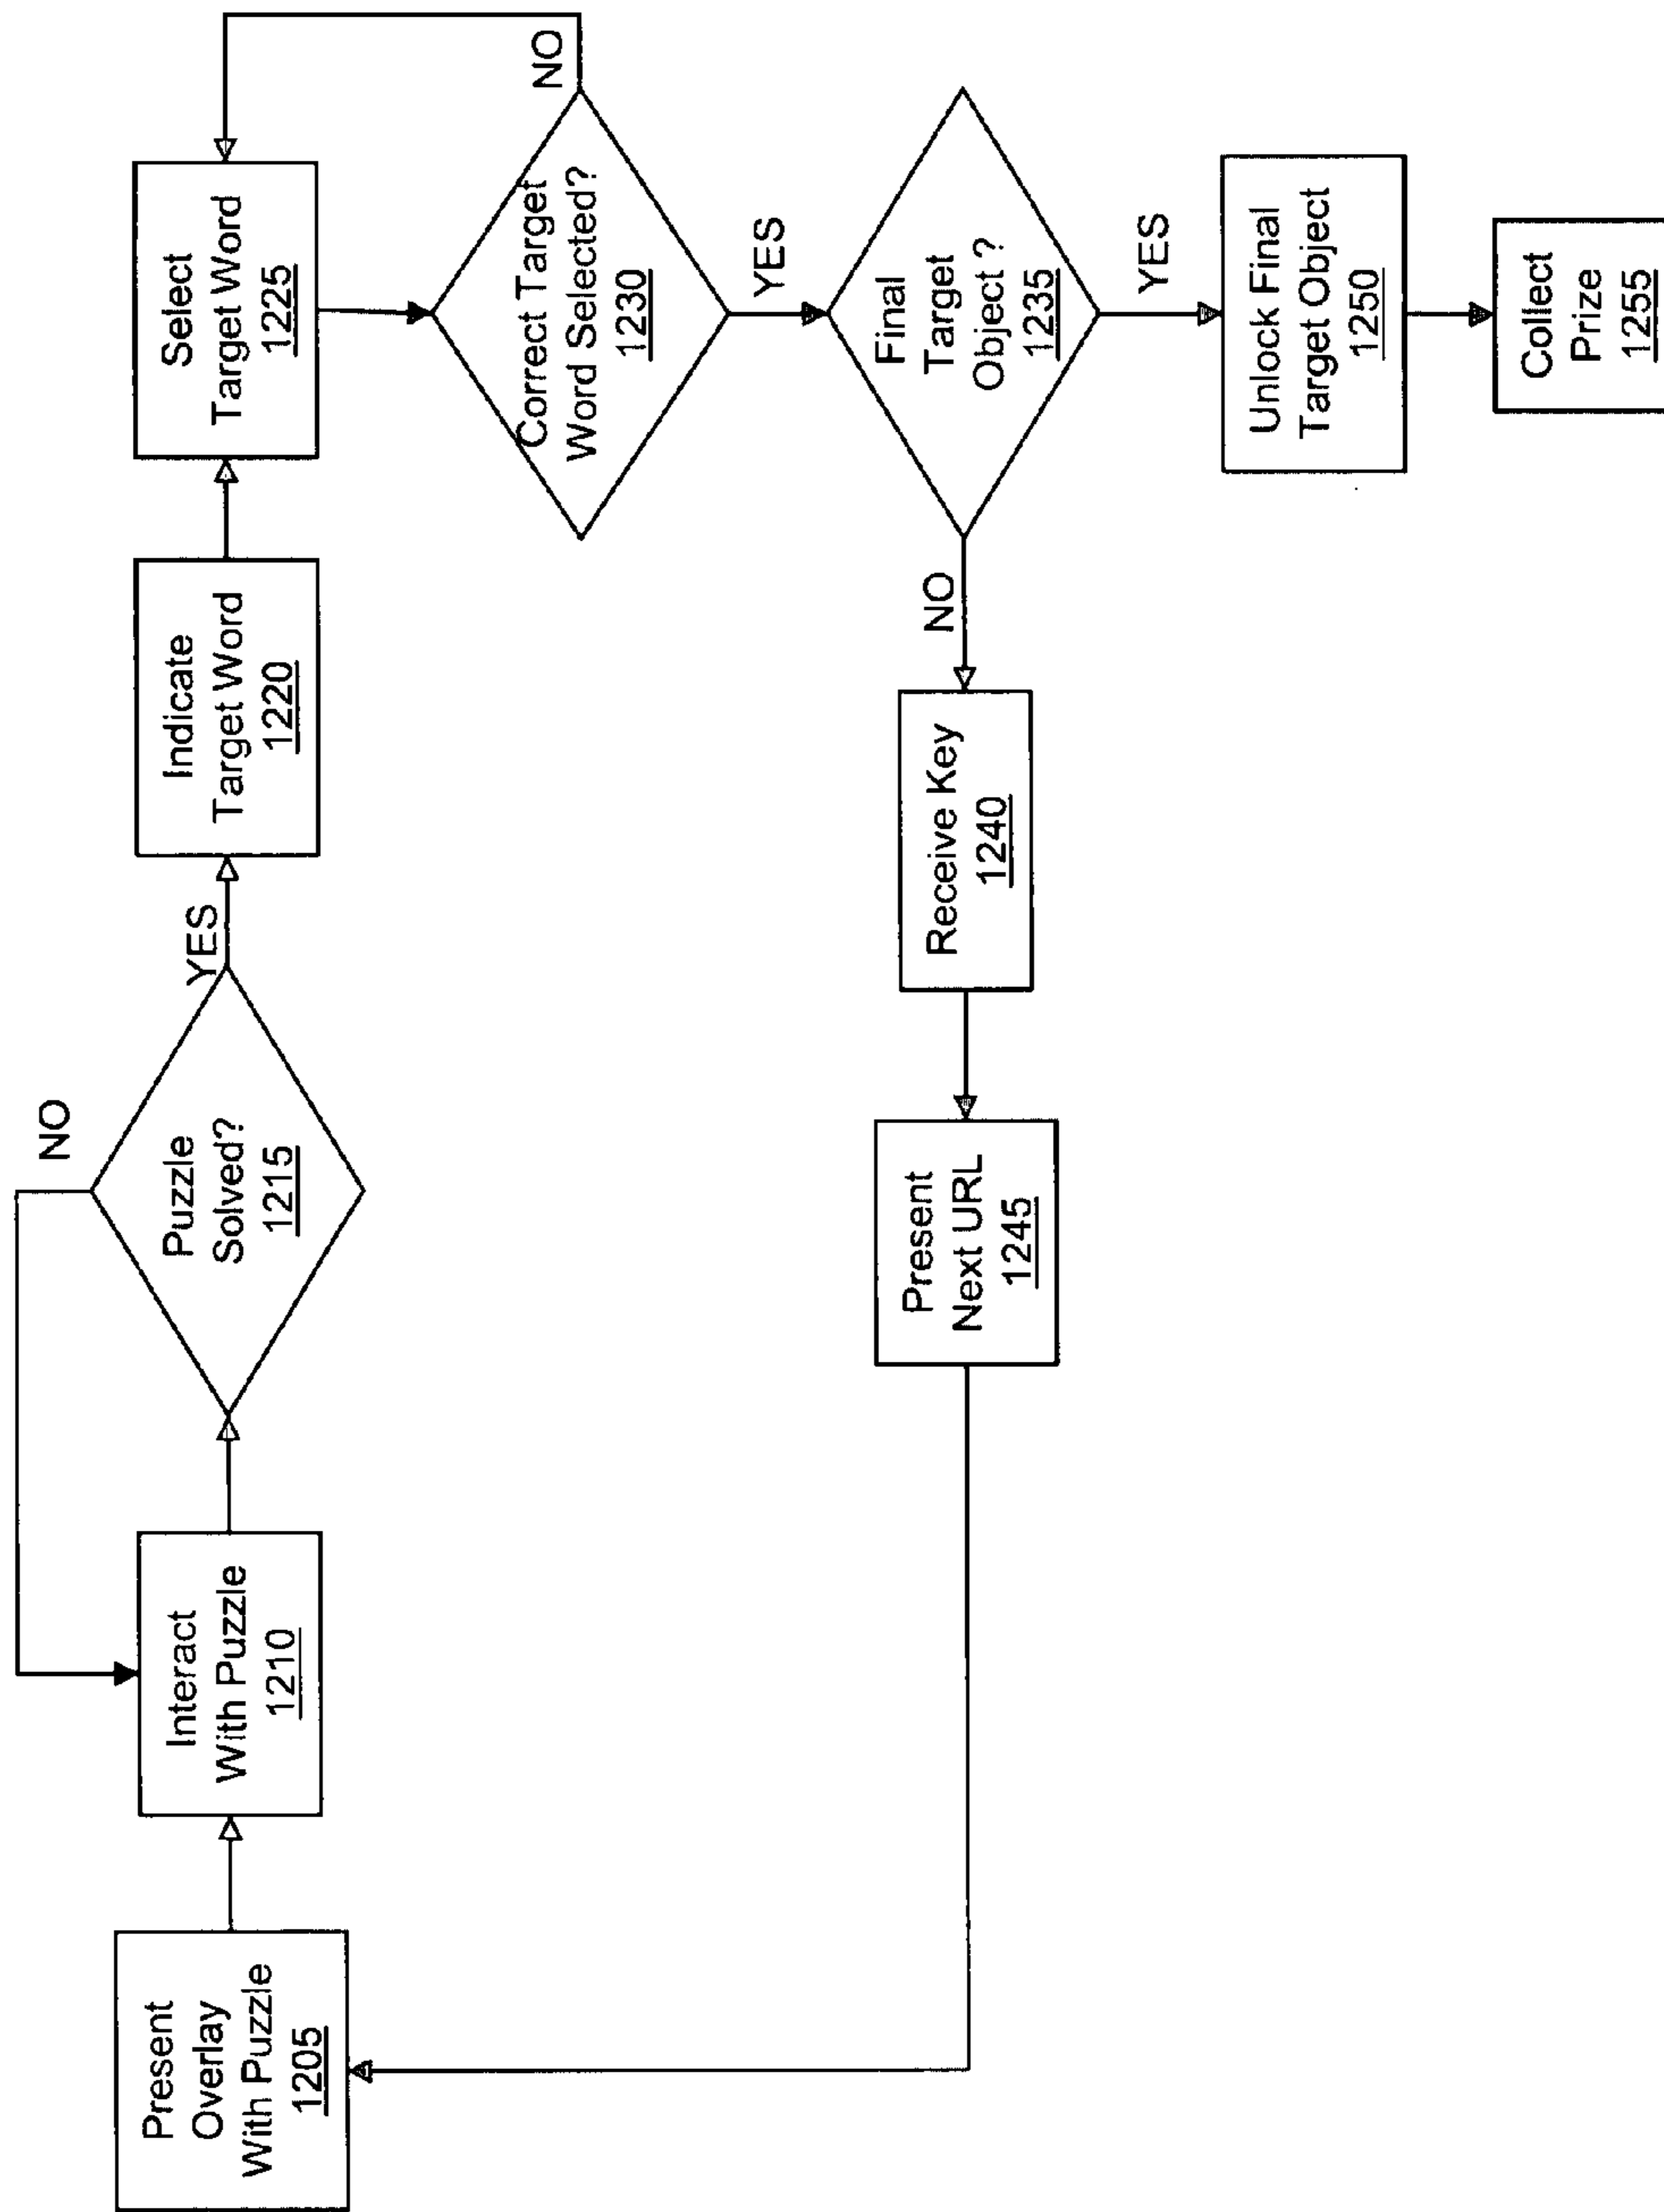 Present
Overlay
With Puzzle
1205
Interact
With Puzzle
1210
NO
Puzzle
Solved?
1215
YES
Indicate
Target Word
1220
Select
Target Word
1225
NO
Correct Target
Word Selected?
1230
YES
Final
Target
Object ?
1235
NO
YES
Receive Key
1240
Present
Next URL
1245
Unlock Final
Target Object
1250
Collect
Prize
1255